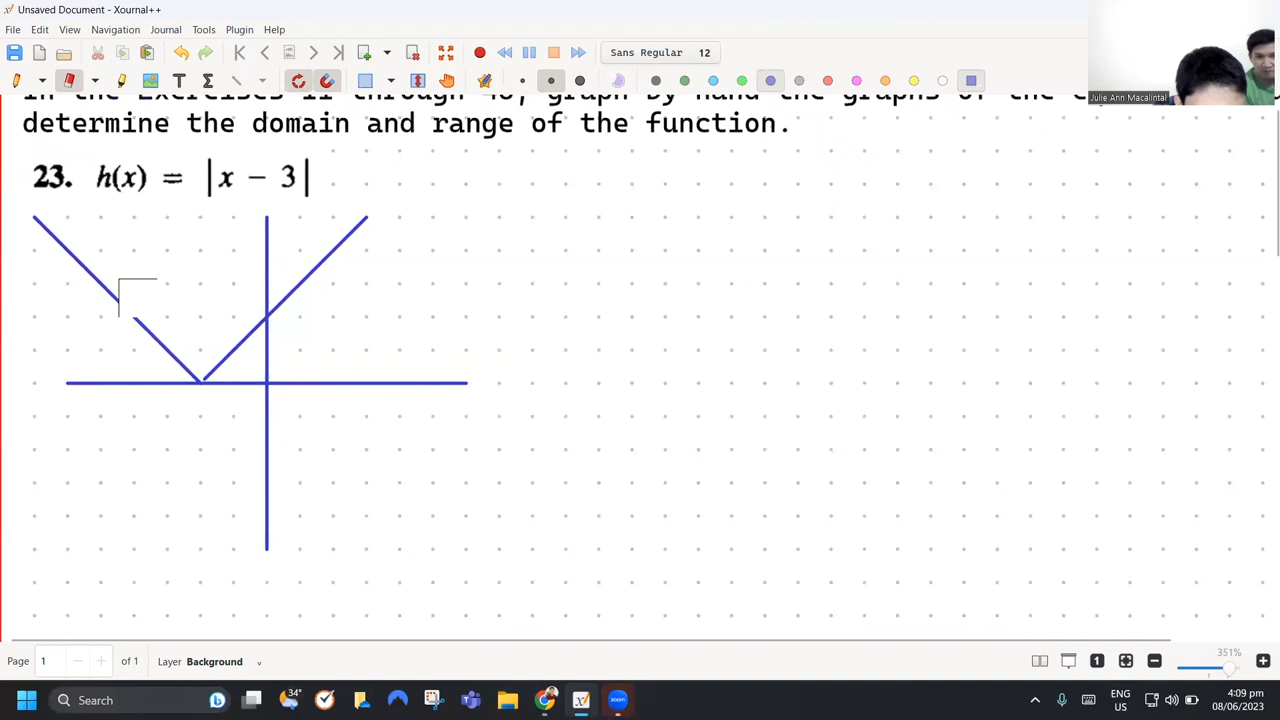 Unsaved Document - Xournal++
File Edit View Navigation Journal Tools Plugin Help
Sans Regular 12
Julie Ann Macalintal
determine the domain and range of the function.
23. h(x) = |x − 3|
351%
Page 1 of 1 Layer Background
Search 34° ENG US 4:09 pm 08/06/2023